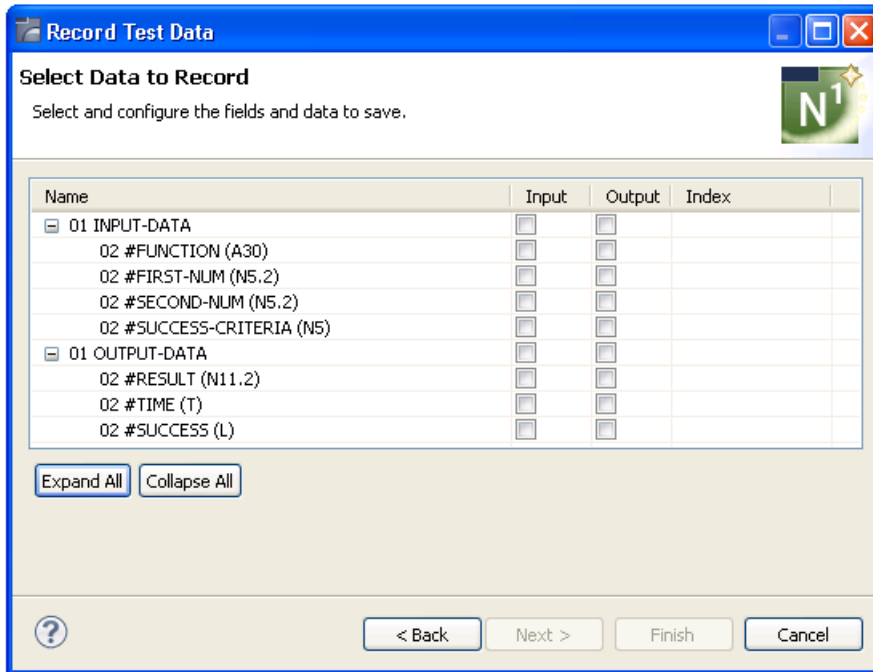 Record Test Data
Select Data to Record
Select and configure the fields and data to save.
N1
Name Input Output Index
01 INPUT-DATA
02 #FUNCTION (A30)
02 #FIRST-NUM (N5.2)
02 #SECOND-NUM (N5.2)
02 #SUCCESS-CRITERIA (N5)
01 OUTPUT-DATA
02 #RESULT (N11.2)
02 #TIME (T)
02 #SUCCESS (L)
Expand All Collapse All
? < Back Next > Finish Cancel